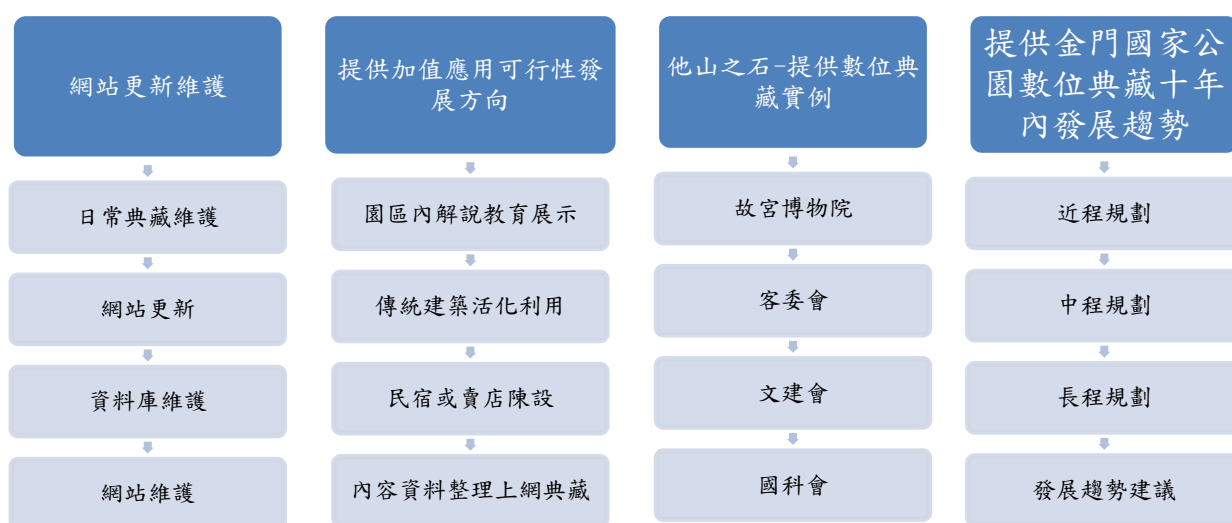 網站更新維護
日常典藏維護
網站更新
資料庫維護
網站維護
提供加值應用可行性發
展方向
園區內解說教育展示
傳統建築活化利用
民宿或賣店陳設
內容資料整理上網典藏
他山之石-提供數位典
藏實例
故宮博物院
客委會
文建會
國科會
提供金門國家公
園數位典藏十年
內發展趨勢
近程規劃
中程規劃
長程規劃
發展趨勢建議